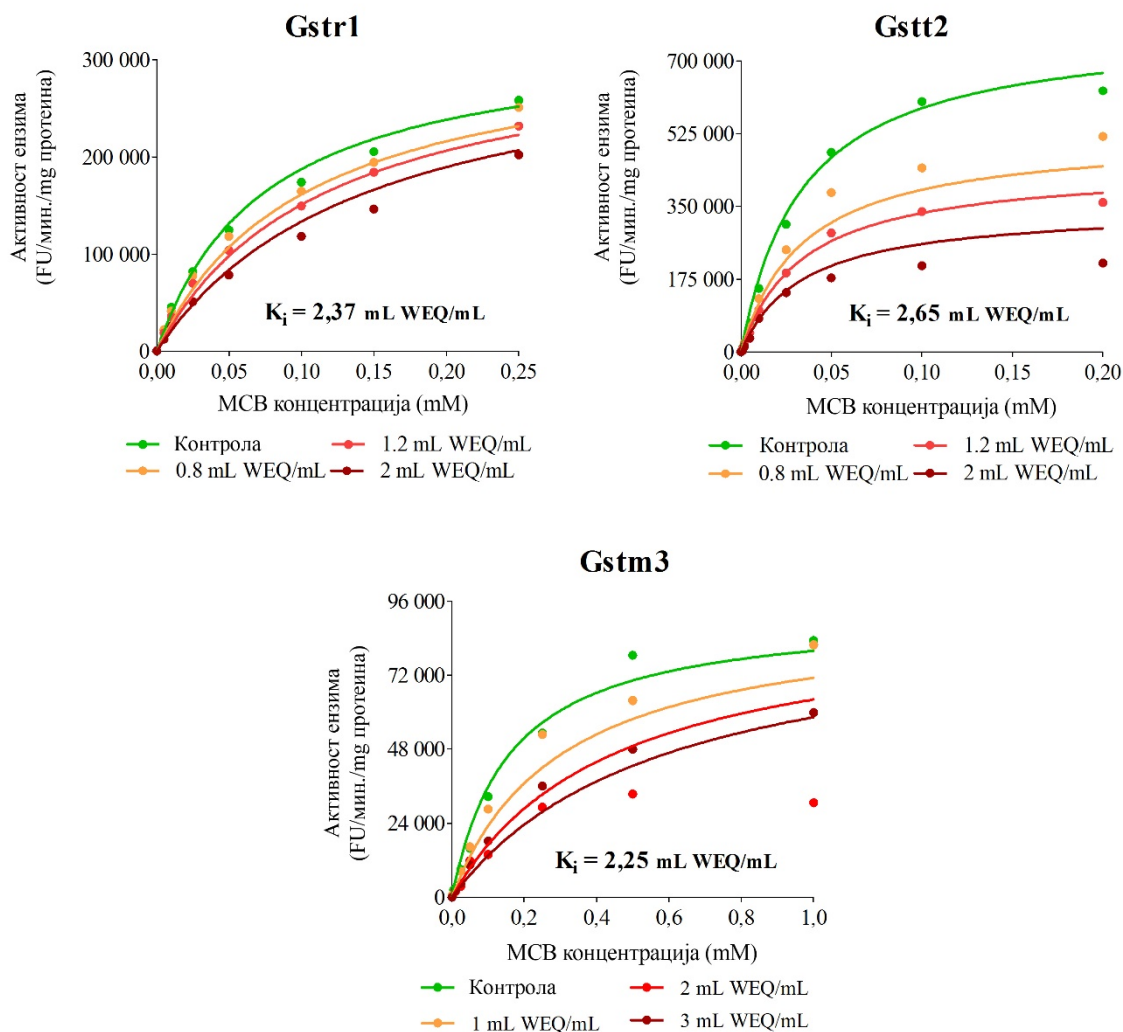 Gstr1
Активност ензима
(FU/мин./mg протеина)
300 000
200 000
100 000
0
0,00
0,05
0,10
0,15
0,20
0,25
K_i = 2,37 mL WEQ/mL
МСВ концентрација (mM)
Контрола
1.2 mL WEQ/mL
0.8 mL WEQ/mL
2 mL WEQ/mL
Gstt2
Активност ензима
(FU/мин./mg протеина)
700 000
525 000
350 000
175 000
0
0,00
0,05
0,10
0,15
0,20
K_i = 2,65 mL WEQ/mL
МСВ концентрација (mM)
Контрола
1.2 mL WEQ/mL
0.8 mL WEQ/mL
2 mL WEQ/mL
Gstm3
Активност ензима
(FU/мин./mg протеина)
96 000
72 000
48 000
24 000
0
0,0
0,2
0,4
0,6
0,8
1,0
K_i = 2,25 mL WEQ/mL
МСВ концентрација (mM)
Контрола
2 mL WEQ/mL
1 mL WEQ/mL
3 mL WEQ/mL